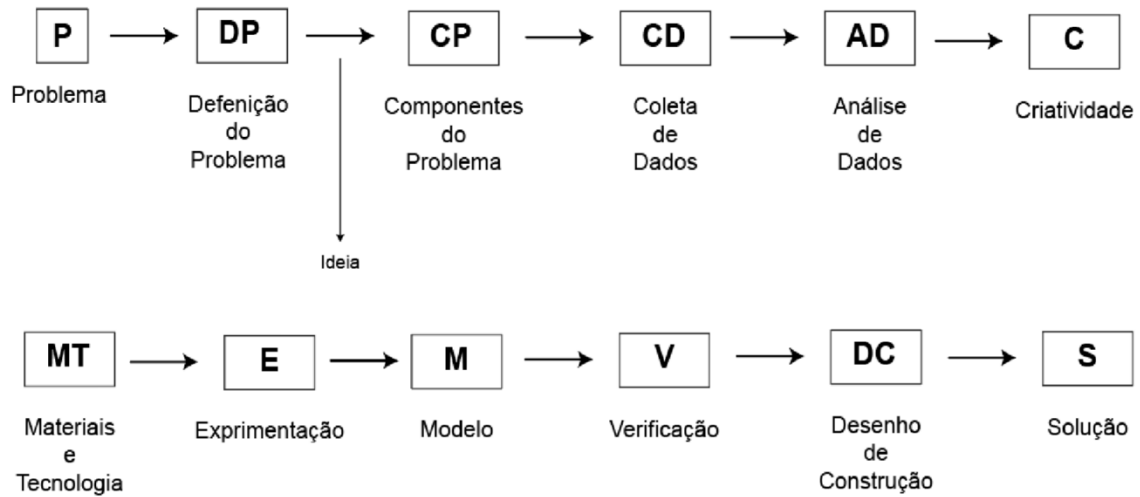 P
DP
CP
CD
AD
C
Problema
Defenição
do
Problema
Componentes
do
Problema
Coleta
de
Dados
Análise
de
Dados
Criatividade
Ideia
MT
E
M
V
DC
S
Materiais
e
Tecnologia
Exprimentação
Modelo
Verificação
Desenho
de
Construção
Solução